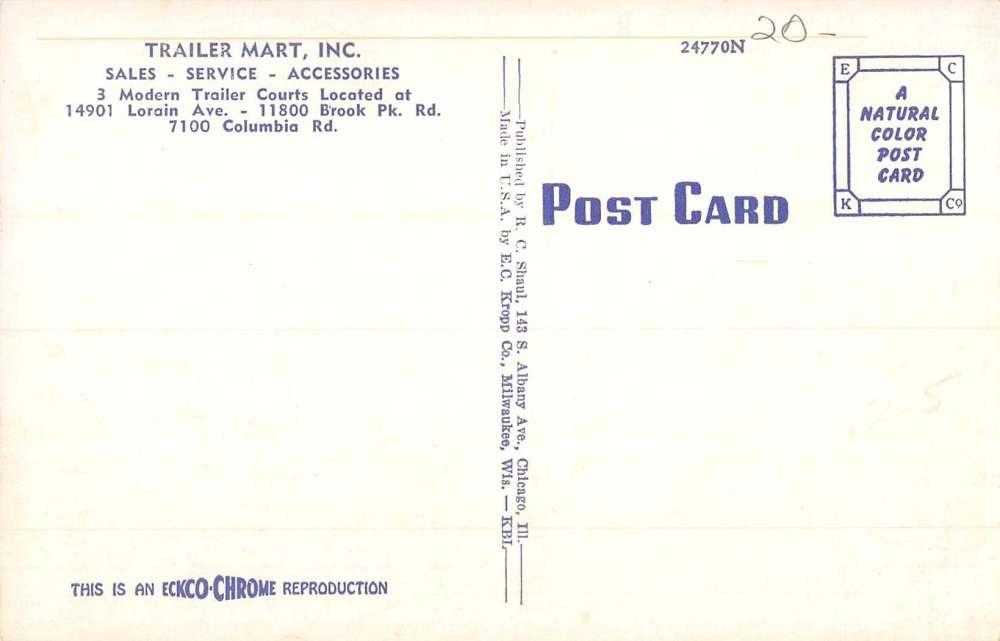 TRAILER MART, INC.
SALES - SERVICE - ACCESSORIES
3 Modern Trailer Courts Located at
14901 Lorain Ave. - 11800 Brook Pk. Rd.
7100 Columbia Rd.
THIS IS AN ECKCO-CHROME REPRODUCTION
Published by R. C. Shaul, 143 S. Albany Ave., Chicago, Ill.
Made in U.S.A. by E.C. Kropp Co., Milwaukee, Wis. — KBL
24770N
20-
POST CARD
E C
A
NATURAL
COLOR
POST
CARD
K Co